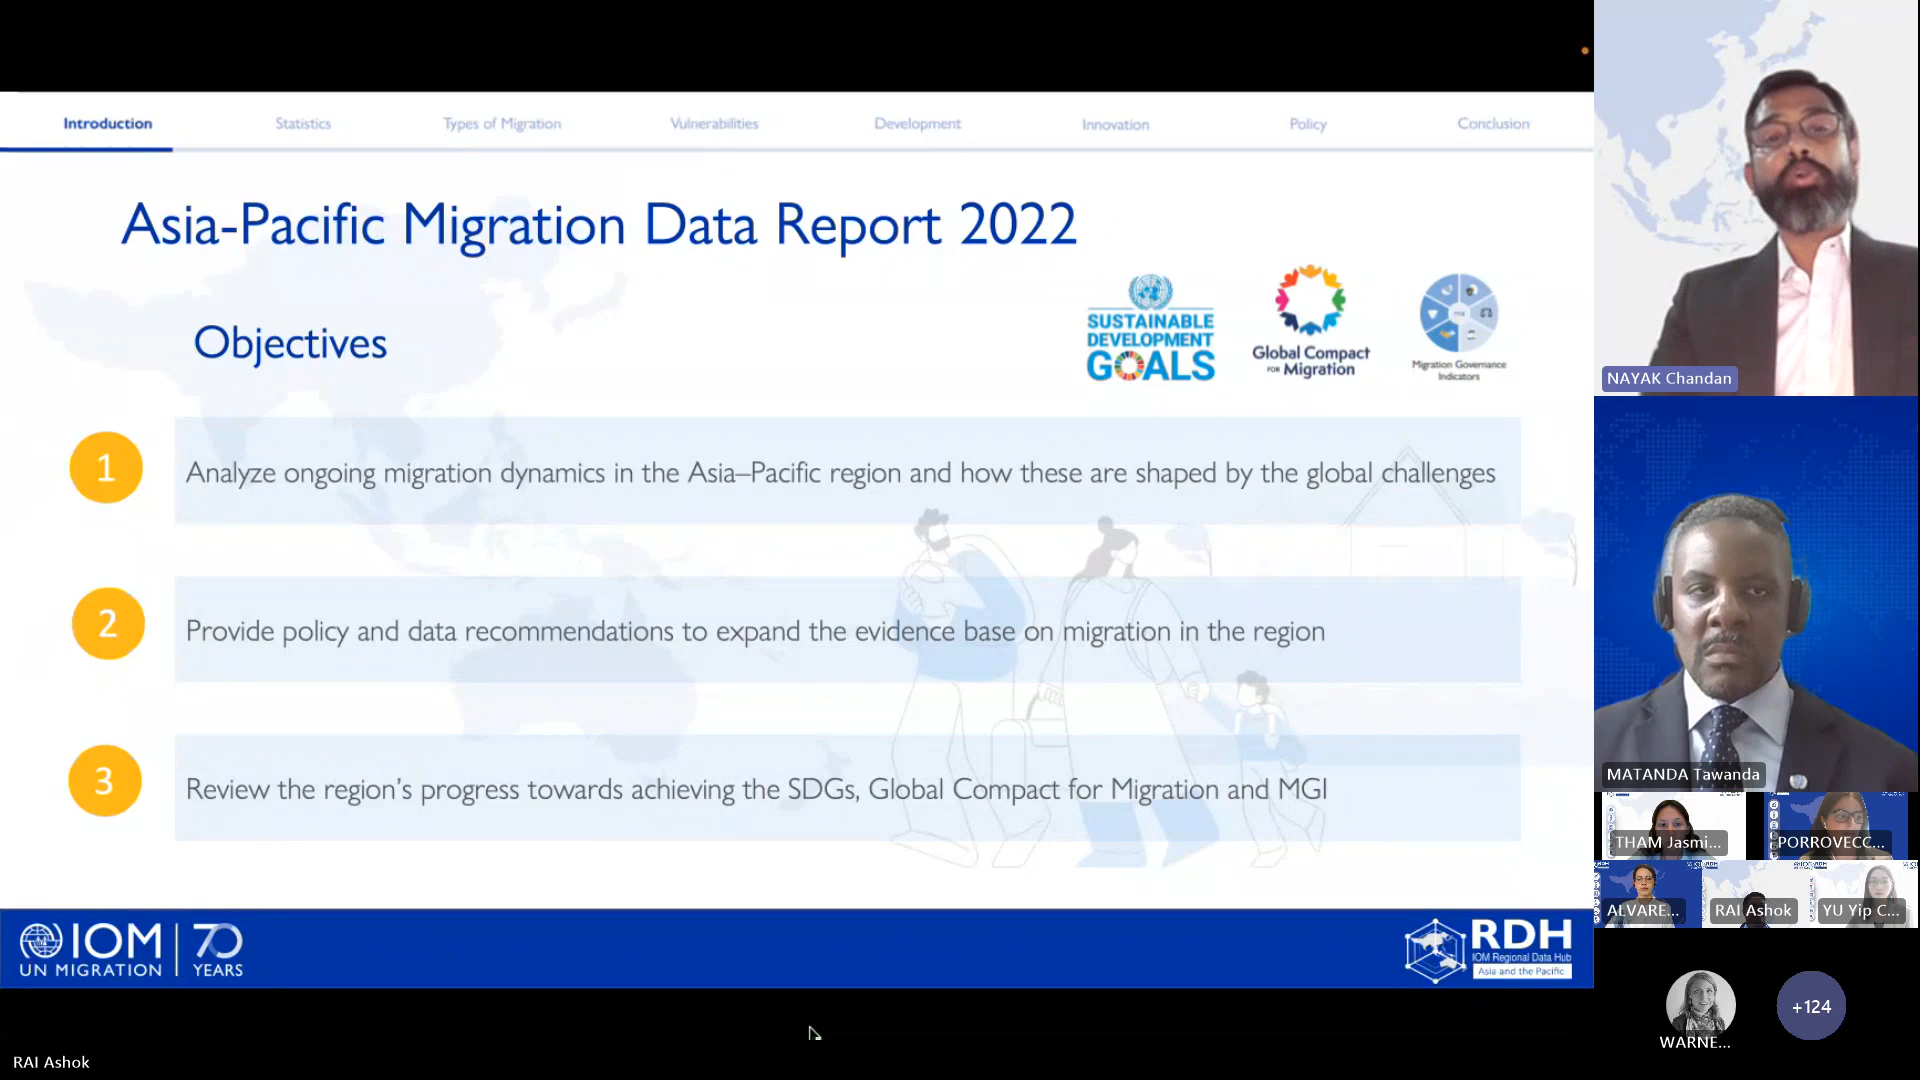 Introduction
Statistics
Types of Migration
Vulnerabilities
Development
Innovation
Policy
Conclusion
Asia-Pacific Migration Data Report 2022
Objectives
SUSTAINABLE
DEVELOPMENT
GOALS
Global Compact
FOR Migration
Migration Governance
Indicators
1
Analyze ongoing migration dynamics in the Asia–Pacific region and how these are shaped by the global challenges
2
Provide policy and data recommendations to expand the evidence base on migration in the region
3
Review the region's progress towards achieving the SDGs, Global Compact for Migration and MGI
IOM
UN MIGRATION
70
YEARS
RDH
IOM Regional Data Hub
Asia and the Pacific
RAI Ashok
NAYAK Chandan
MATANDA Tawanda
THAM Jasmi...
PORROVECC...
ALVARE...
RAI Ashok
YU Yip C...
WARNE...
+124